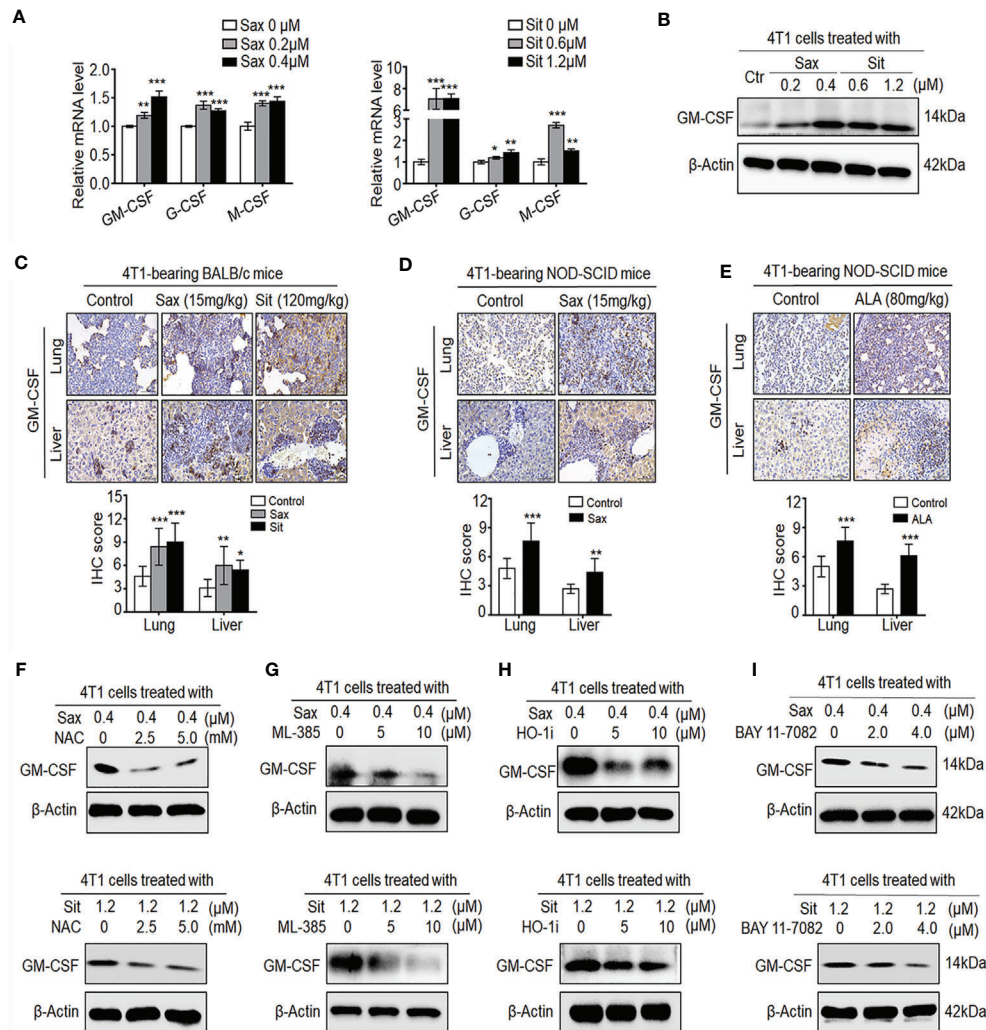 A
Sax 0 μM
Sax 0.2μM
Sax 0.4μM
Relative mRNA level
2.0
1.5
1.0
0.5
0.0
** ***
*** ***
*** ***
GM-CSF
G-CSF
M-CSF
Sit 0 μM
Sit 0.6μM
Sit 1.2μM
Relative mRNA level
10
8
6
4
2
1
0
*** ***
* **
*** **
GM-CSF
G-CSF
M-CSF
B
4T1 cells treated with
Ctr Sax Sit
0.2 0.4 0.6 1.2 (μM)
GM-CSF 14kDa
β-Actin 42kDa
C
4T1-bearing BALB/c mice
Control Sax (15mg/kg) Sit (120mg/kg)
GM-CSF
Lung
Liver
Control
Sax
Sit
IHC score
15
12
9
6
3
0
*** ***
** *
Lung Liver
D
4T1-bearing NOD-SCID mice
Control Sax (15mg/kg)
GM-CSF
Lung
Liver
Control
Sax
IHC score
12
9
6
3
0
***
**
Lung Liver
E
4T1-bearing NOD-SCID mice
Control ALA (80mg/kg)
GM-CSF
Lung
Liver
Control
ALA
IHC score
12
9
6
3
0
***
***
Lung Liver
F
4T1 cells treated with
Sax 0.4 0.4 0.4 (μM)
NAC 0 2.5 5.0 (mM)
GM-CSF
β-Actin
4T1 cells treated with
Sit 1.2 1.2 1.2 (μM)
NAC 0 2.5 5.0 (mM)
GM-CSF
β-Actin
G
4T1 cells treated with
Sax 0.4 0.4 0.4 (μM)
ML-385 0 5 10 (μM)
GM-CSF
β-Actin
4T1 cells treated with
Sit 1.2 1.2 1.2 (μM)
ML-385 0 5 10 (μM)
GM-CSF
β-Actin
H
4T1 cells treated with
Sax 0.4 0.4 0.4 (μM)
HO-1i 0 5 10 (μM)
GM-CSF
β-Actin
4T1 cells treated with
Sit 1.2 1.2 1.2 (μM)
HO-1i 0 5 10 (μM)
GM-CSF
β-Actin
I
4T1 cells treated with
Sax 0.4 0.4 0.4 (μM)
BAY 11-7082 0 2.0 4.0 (μM)
GM-CSF 14kDa
β-Actin 42kDa
4T1 cells treated with
Sit 1.2 1.2 1.2 (μM)
BAY 11-7082 0 2.0 4.0 (μM)
GM-CSF 14kDa
β-Actin 42kDa